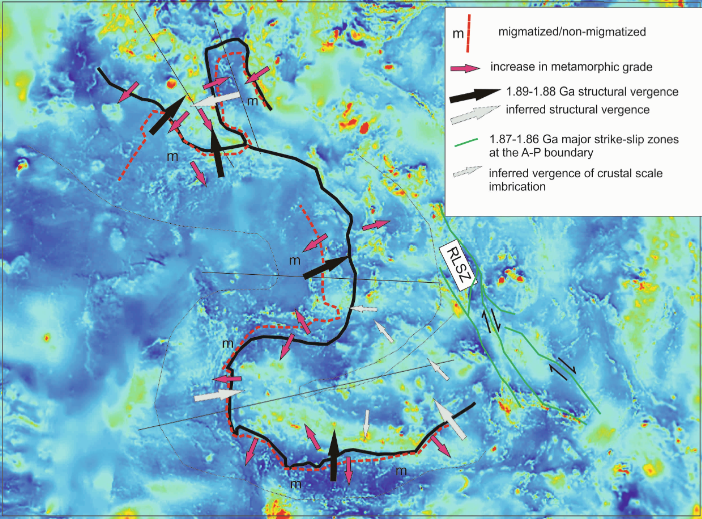 m
migmatized/non-migmatized
increase in metamorphic grade
1.89-1.88 Ga structural vergence
inferred structural vergence
1.87-1.86 Ga major strike-slip zones
at the A-P boundary
inferred vergence of crustal scale
imbrication
m
m
m
RLSZ
m
m
m